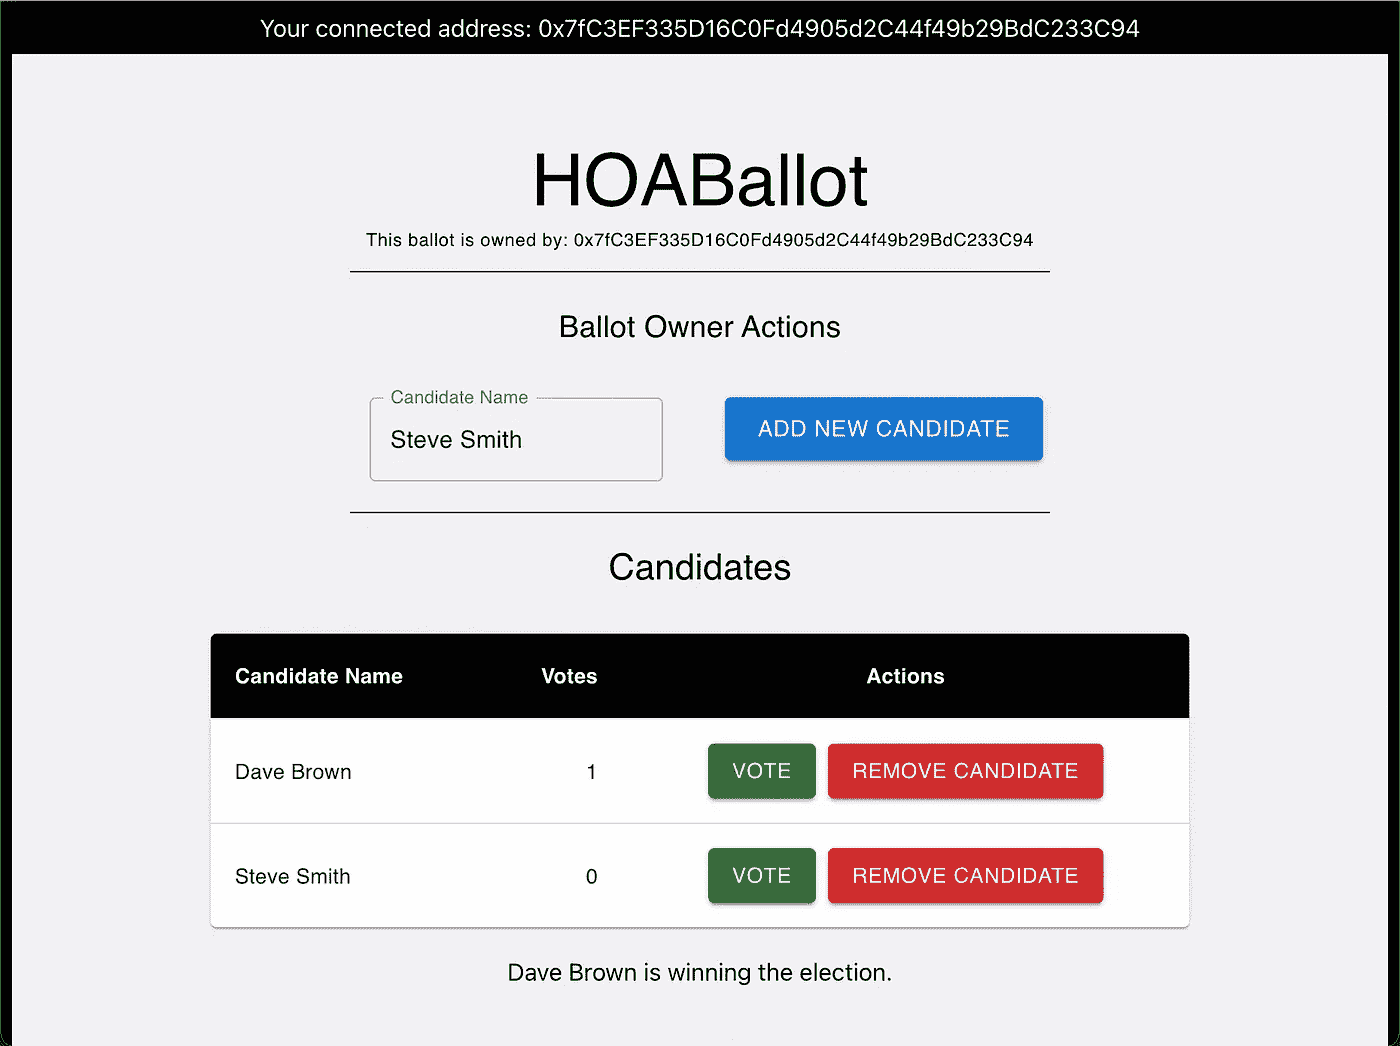 Your connected address: 0x7fC3EF335D16C0Fd4905d2C44f49b29BdC233C94
HOABallot
This ballot is owned by: 0x7fC3EF335D16C0Fd4905d2C44f49b29BdC233C94
Ballot Owner Actions
Candidate Name
Steve Smith
ADD NEW CANDIDATE
Candidates
Candidate Name Votes Actions
Dave Brown 1 VOTE REMOVE CANDIDATE
Steve Smith 0 VOTE REMOVE CANDIDATE
Dave Brown is winning the election.